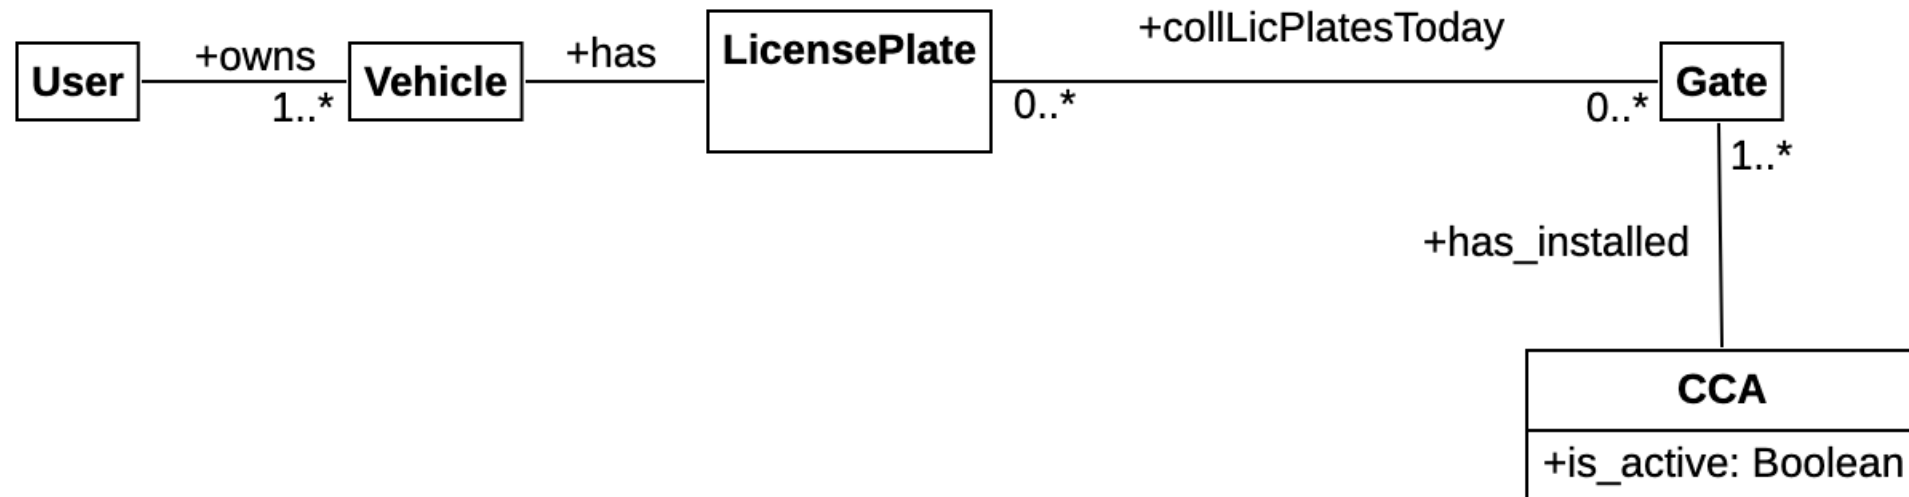 User
+owns
1..*
Vehicle
+has
LicensePlate
0..*
+collLicPlatesToday
0..*
Gate
1..*
+has_installed
CCA
+is_active: Boolean